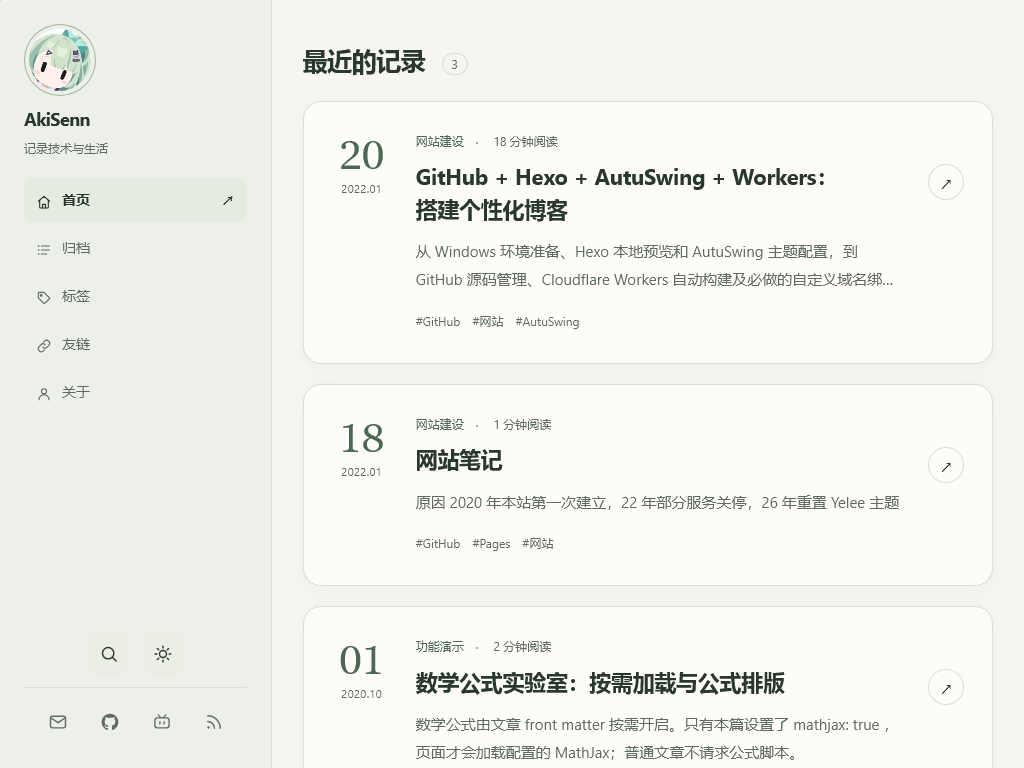 AkiSenn
记录技术与生活
首页
归档
标签
友链
关于
最近的记录 3
20
2022.01
网站建设 · 18 分钟阅读
GitHub + Hexo + AutuSwing + Workers：
搭建个性化博客
从 Windows 环境准备、Hexo 本地预览和 AutuSwing 主题配置，到
GitHub 源码管理、Cloudflare Workers 自动构建及必做的自定义域名绑...
#GitHub #网站 #AutuSwing
18
2022.01
网站建设 · 1 分钟阅读
网站笔记
原因 2020 年本站第一次建立，22 年部分服务关停，26 年重置 Yelee 主题
#GitHub #Pages #网站
01
2020.10
功能演示 · 2 分钟阅读
数学公式实验室：按需加载与公式排版
数学公式由文章 front matter 按需开启。只有本篇设置了 mathjax: true ，
页面才会加载配置的 MathJax；普通文章不请求公式脚本。